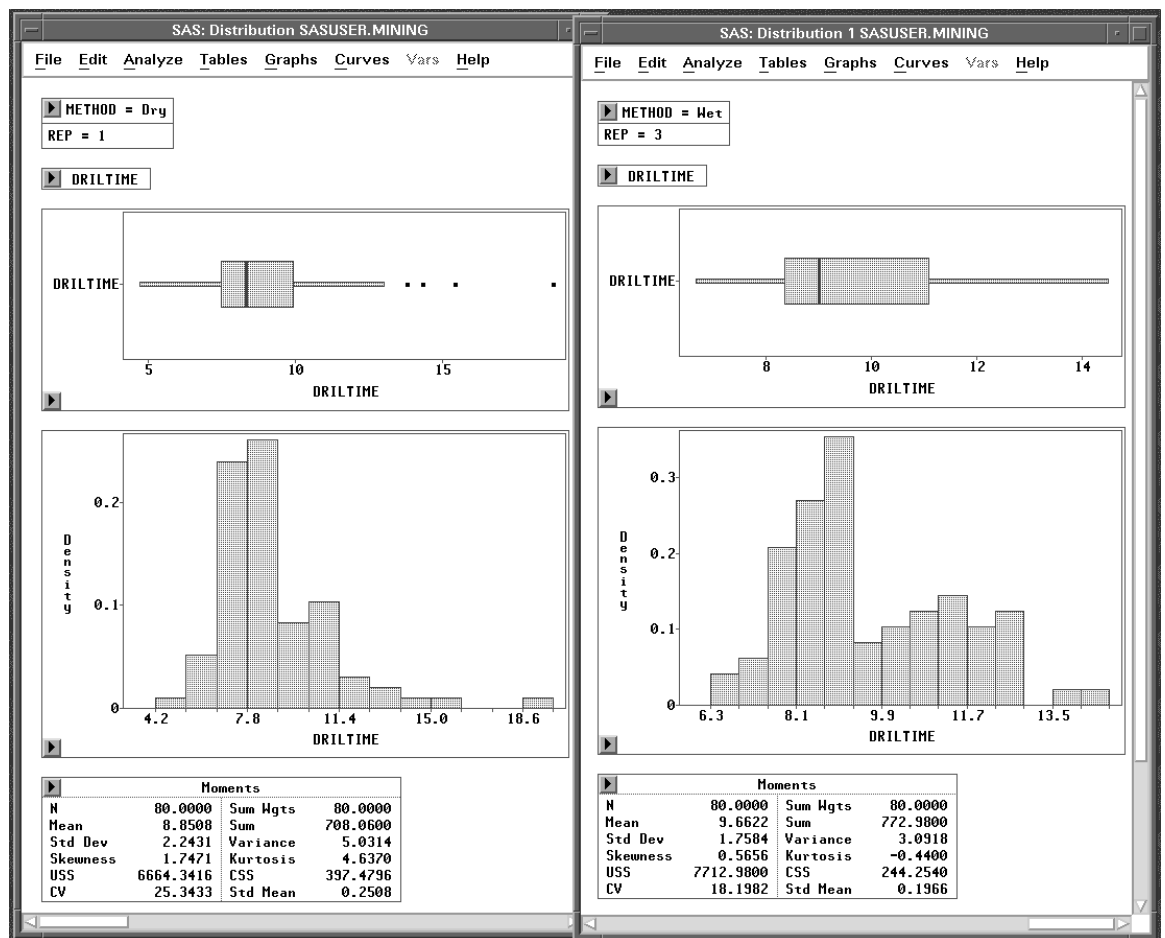 SAS: Distribution SASUSER.MINING
File Edit Analyze Tables Graphs Curves Vars Help
METHOD = Dry
REP = 1
DRILTIME
DRILTIME
5 10 15
DRILTIME
Density
0.2
0.1
0
4.2 7.8 11.4 15.0 18.6
DRILTIME
Moments
N 80.0000 Sum Wgts 80.0000
Mean 8.8508 Sum 708.0600
Std Dev 2.2431 Variance 5.0314
Skewness 1.7471 Kurtosis 4.6370
USS 6664.3416 CSS 397.4796
CV 25.3433 Std Mean 0.2508
SAS: Distribution 1 SASUSER.MINING
File Edit Analyze Tables Graphs Curves Vars Help
METHOD = Wet
REP = 3
DRILTIME
DRILTIME
8 10 12 14
DRILTIME
Density
0.3
0.2
0.1
0
6.3 8.1 9.9 11.7 13.5
DRILTIME
Moments
N 80.0000 Sum Wgts 80.0000
Mean 9.6622 Sum 772.9800
Std Dev 1.7584 Variance 3.0918
Skewness 0.5656 Kurtosis -0.4400
USS 7712.9800 CSS 244.2540
CV 18.1982 Std Mean 0.1966